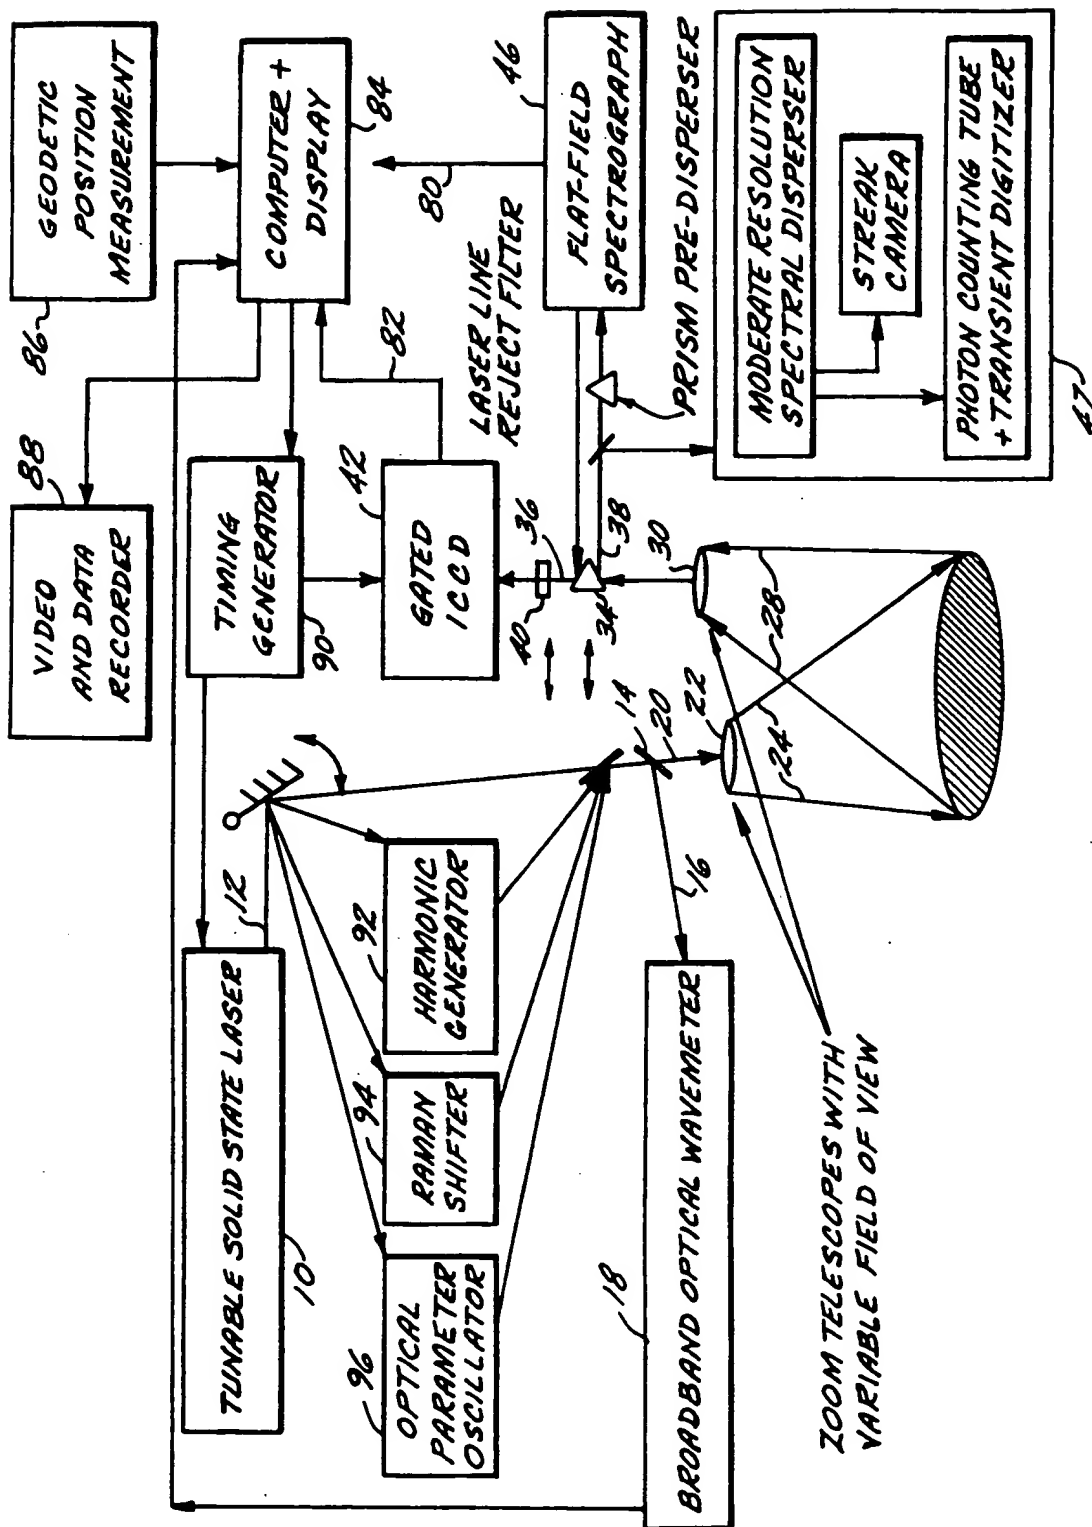 GEODETIC
POSITION
MEASUREMENT
86
COMPUTER +
DISPLAY
84
VIDEO
AND DATA
RECORDER
88
TIMING
GENERATOR
90
GATED
ICCD
42
82
80
FLAT-FIELD
SPECTROGRAPH
46
LASER LINE
REJECT FILTER
PRISM PRE-DISPERSER
MODERATE RESOLUTION
SPECTRAL DISPERSER
STREAK
CAMERA
PHOTON COUNTING TUBE
+TRANSIENT DIGITIZER
47
40
36
34
38
30
28
TUNABLE SOLID STATE LASER
10
12
HARMONIC
GENERATOR
92
RAMAN
SHIFTER
94
OPTICAL
PARAMETER
OSCILLATOR
96
14
20
22
24
16
BROADBAND OPTICAL WAVEMETER
18
ZOOM TELESCOPES WITH
VARIABLE FIELD OF VIEW